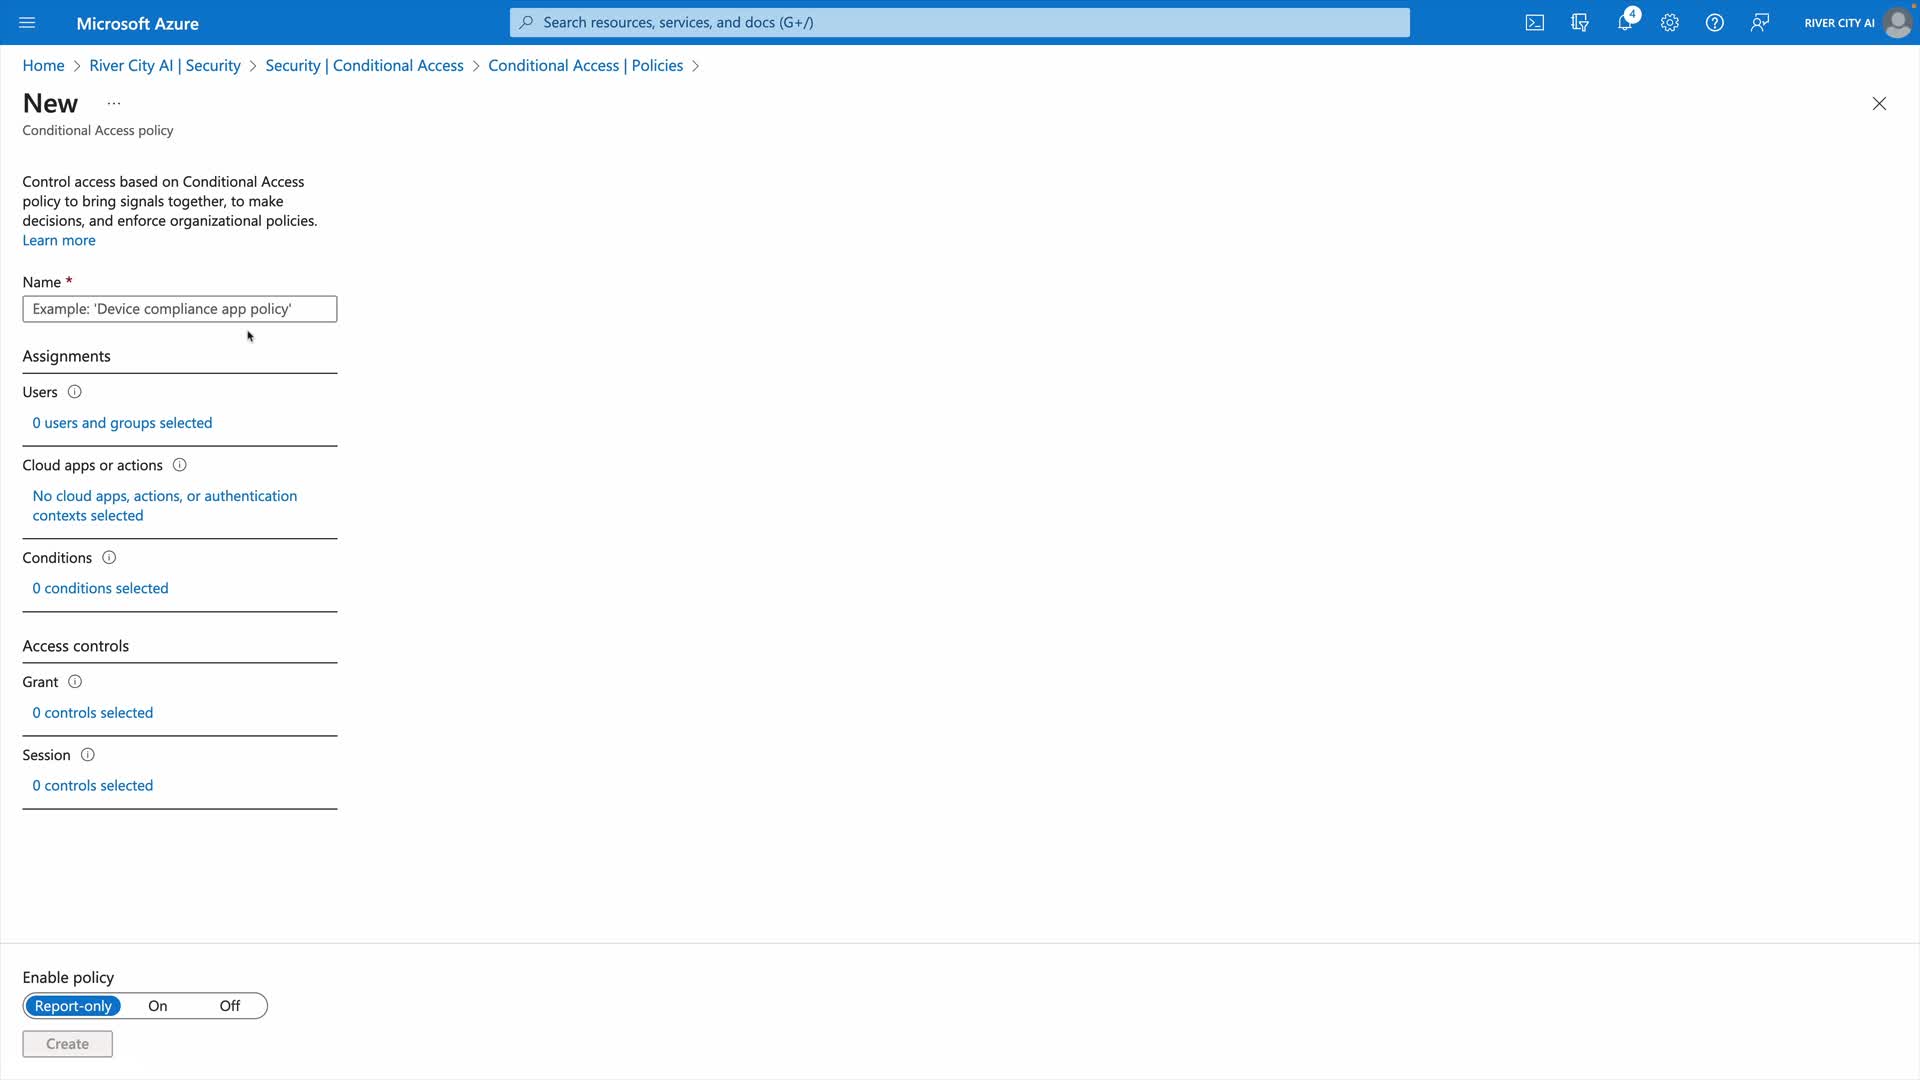 Microsoft Azure
Search resources, services, and docs (G+/)
4
RIVER CITY AI
Home > River City AI | Security > Security | Conditional Access > Conditional Access | Policies >
New ...
Conditional Access policy
Control access based on Conditional Access
policy to bring signals together, to make
decisions, and enforce organizational policies.
Learn more
Name *
Example: 'Device compliance app policy'
Assignments
Users
0 users and groups selected
Cloud apps or actions
No cloud apps, actions, or authentication
contexts selected
Conditions
0 conditions selected
Access controls
Grant
0 controls selected
Session
0 controls selected
Enable policy
Report-only On Off
Create